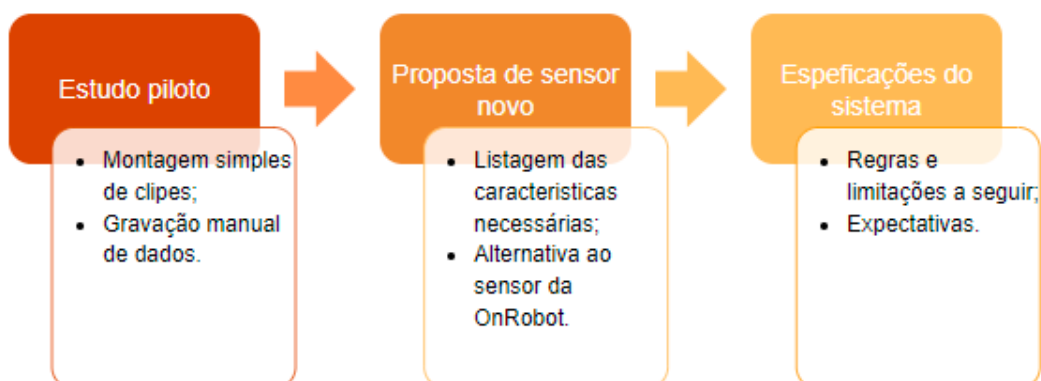 Estudo piloto
• Montagem simples
de clipes;
• Gravação manual
de dados.
Proposta de sensor
novo
• Listagem das
caracteristicas
necessárias;
• Alternativa ao
sensor da
OnRobot.
Espeficações do
sistema
• Regras e
limitações a seguir;
• Expectativas.